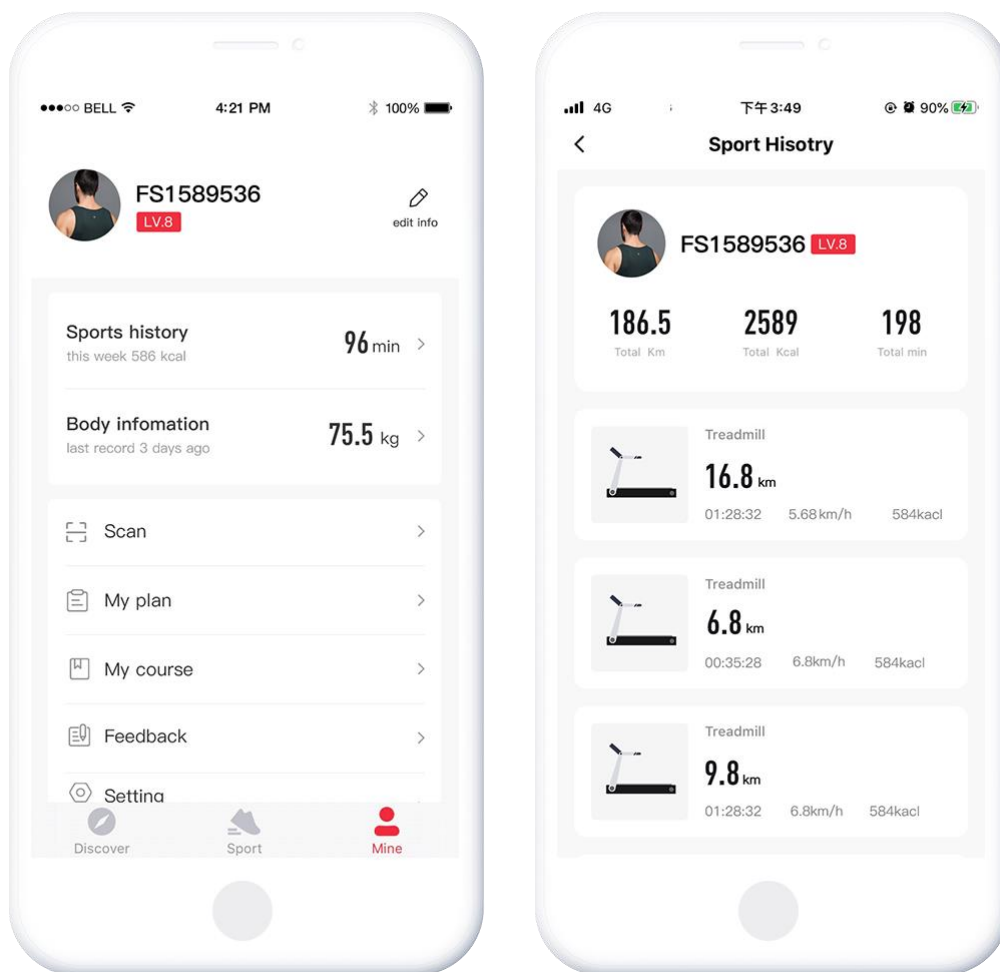 BELL 4:21 PM 100%
FS1589536
LV.8
edit info
Sports history
this week 586 kcal
96 min
Body infomation
last record 3 days ago
75.5 kg
Scan
My plan
My course
Feedback
Setting
Discover Sport Mine
4G 下午3:49 90%
Sport Hisotry
FS1589536 LV.8
186.5 2589 198
Total Km Total Kcal Total min
Treadmill
16.8 km
01:28:32 5.68km/h 584kacl
Treadmill
6.8 km
00:35:28 6.8km/h 584kacl
Treadmill
9.8 km
01:28:32 6.8km/h 584kacl